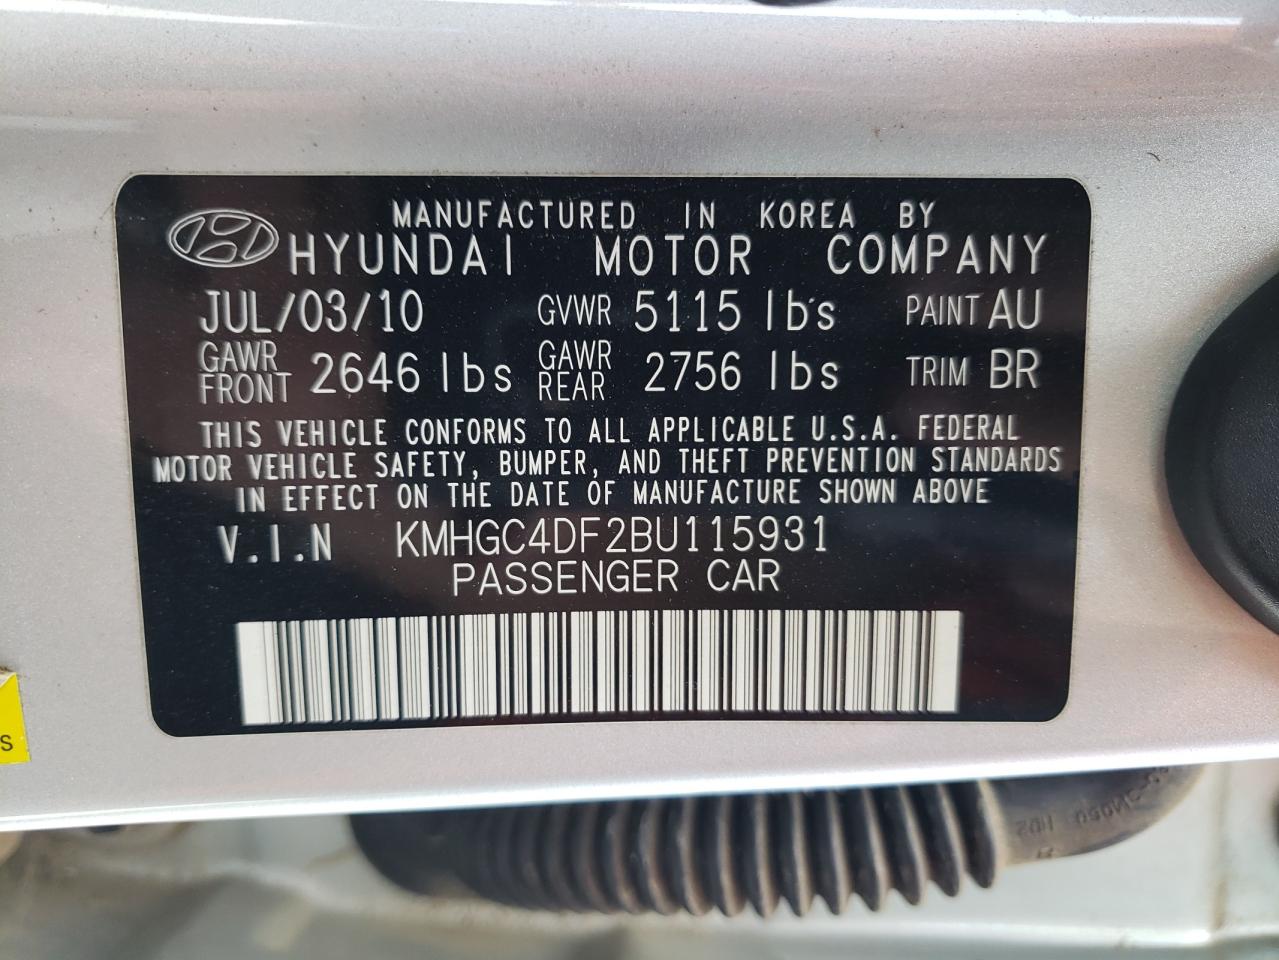 MANUFACTURED IN KOREA BY
HYUNDAI MOTOR COMPANY
JUL/03/10 GVWR 5115 lbs PAINT AU
GAWR FRONT 2646 lbs GAWR REAR 2756 lbs TRIM BR
THIS VEHICLE CONFORMS TO ALL APPLICABLE U.S.A. FEDERAL
MOTOR VEHICLE SAFETY, BUMPER, AND THEFT PREVENTION STANDARDS
IN EFFECT ON THE DATE OF MANUFACTURE SHOWN ABOVE
V.I.N KMHGC4DF2BU115931
PASSENGER CAR
S